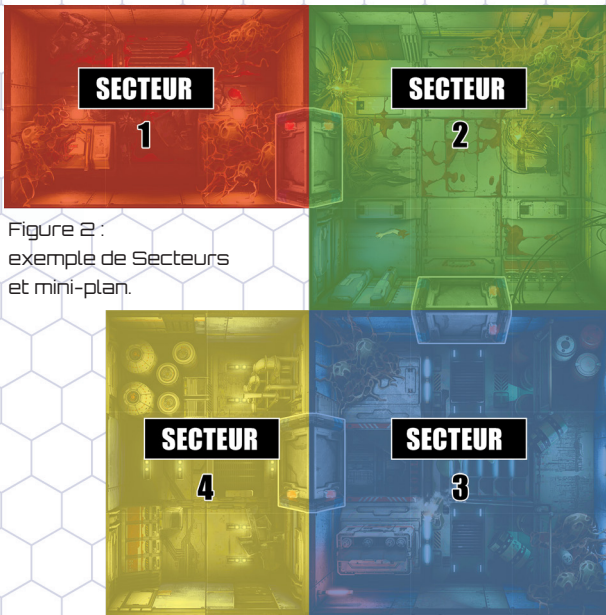 SECTEUR
1
SECTEUR
2
Figure 2 :
exemple de Secteurs
et mini-plan.
SECTEUR
4
SECTEUR
3